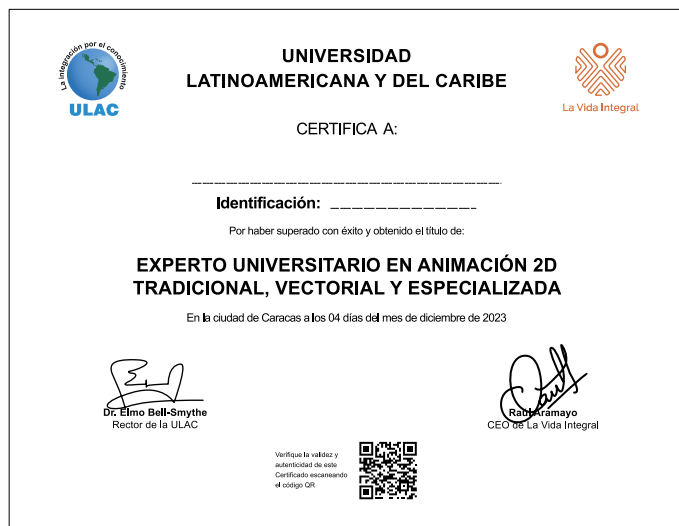 La integración por el conocimiento
ULAC
UNIVERSIDAD
LATINOAMERICANA Y DEL CARIBE
La Vida Integral
CERTIFICA A:
Identificación:
Por haber superado con éxito y obtenido el título de:
EXPERTO UNIVERSITARIO EN ANIMACIÓN 2D
TRADICIONAL, VECTORIAL Y ESPECIALIZADA
En la ciudad de Caracas a los 04 días del mes de diciembre de 2023
Dr. Elmo Bell-Smythe
Rector de la ULAC
Raúl Aramayo
CEO de La Vida Integral
Verifique la validez y
autenticidad de este
Certificado escaneando
el código QR